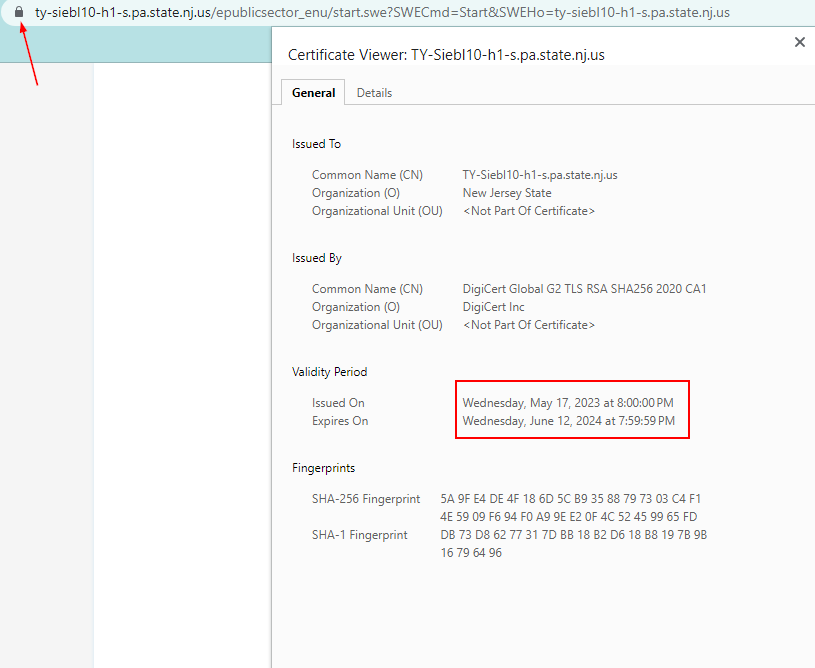 ty-siebl10-h1-s.pa.state.nj.us/epublicsector_enu/start.swe?SWECmd=Start&SWEHo=ty-siebl10-h1-s.pa.state.nj.us
Certificate Viewer: TY-Siebl10-h1-s.pa.state.nj.us
General Details
Issued To
Common Name (CN) TY-Siebl10-h1-s.pa.state.nj.us
Organization (O) New Jersey State
Organizational Unit (OU) <Not Part Of Certificate>
Issued By
Common Name (CN) DigiCert Global G2 TLS RSA SHA256 2020 CA1
Organization (O) DigiCert Inc
Organizational Unit (OU) <Not Part Of Certificate>
Validity Period
Issued On Wednesday, May 17, 2023 at 8:00:00 PM
Expires On Wednesday, June 12, 2024 at 7:59:59 PM
Fingerprints
SHA-256 Fingerprint 5A 9F E4 DE 4F 18 6D 5C B9 35 88 79 73 03 C4 F1
4E 59 09 F6 94 F0 A9 9E E2 0F 4C 52 45 99 65 FD
SHA-1 Fingerprint DB 73 D8 62 77 31 7D BB 18 B2 D6 18 B8 19 7B 9B
16 79 64 96